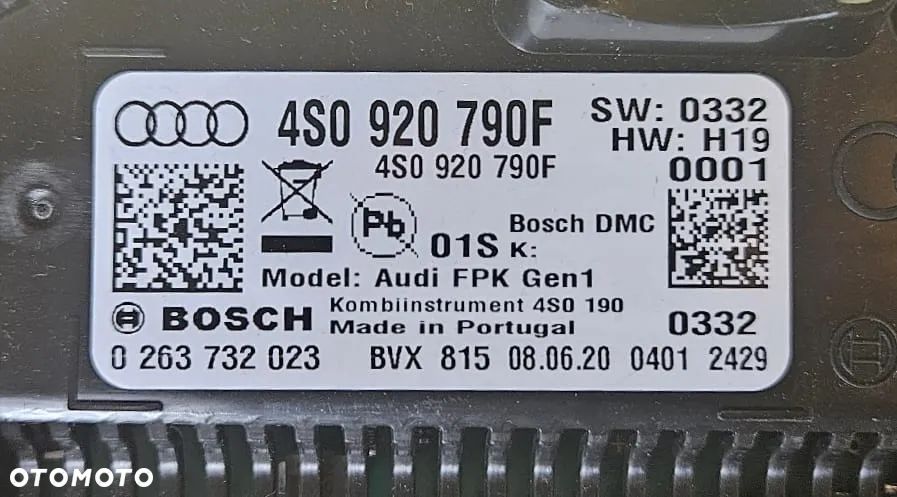 4S0 920 790F SW: 0332
HW: H19
4S0 920 790F 0001
Pb
01S Bosch DMC
K:
Model: Audi FPK Gen1
BOSCH Kombiinstrument 4S0 190
Made in Portugal 0332
0 263 732 023 BVX 815 08.06.20 0401 2429
OTOMOTO